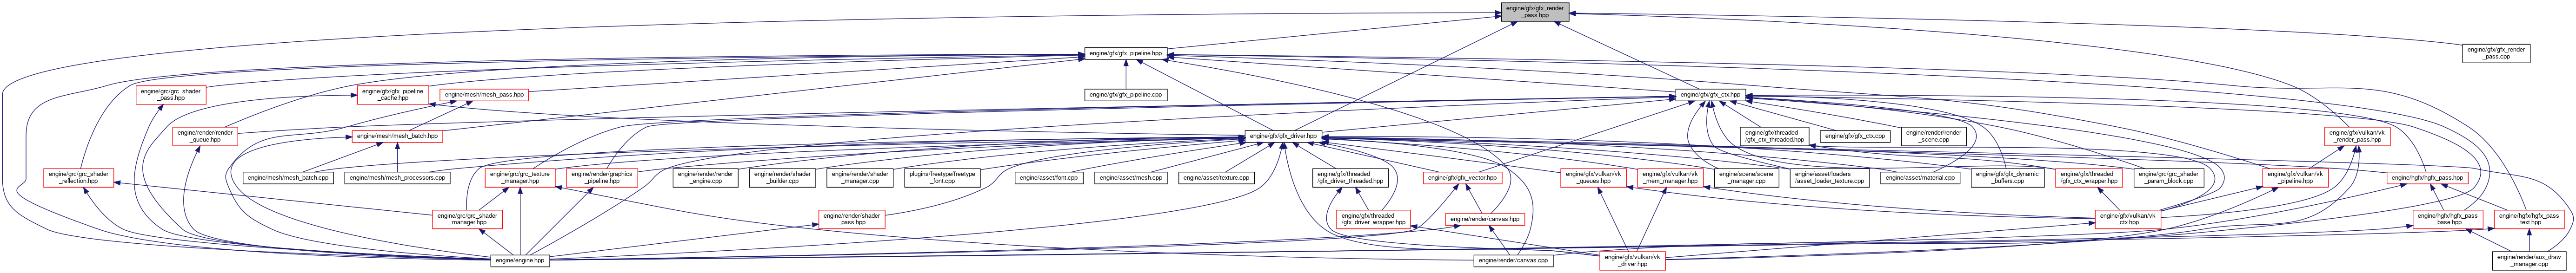 engine/gfx/gfx_render
_pass.hpp
engine/gfx/gfx_pipeline.hpp
engine/gfx/gfx_render
_pass.cpp
engine/grc/grc_shader
_pass.hpp
engine/gfx/gfx_pipeline
_cache.hpp
engine/mesh/mesh_pass.hpp
engine/gfx/gfx_pipeline.cpp
engine/gfx/gfx_ctx.hpp
engine/render/render
_queue.hpp
engine/mesh/mesh_batch.hpp
engine/gfx/gfx_driver.hpp
engine/gfx/threaded
/gfx_ctx_threaded.hpp
engine/gfx/gfx_ctx.cpp
engine/render/render
_scene.cpp
engine/gfx/vulkan/vk
_render_pass.hpp
engine/grc/grc_shader
_reflection.hpp
engine/mesh/mesh_batch.cpp
engine/mesh/mesh_processors.cpp
engine/grc/grc_texture
_manager.hpp
engine/render/graphics
_pipeline.hpp
engine/render/render
_engine.cpp
engine/render/shader
_builder.cpp
engine/render/shader
_manager.cpp
plugins/freetype/freetype
_font.cpp
engine/asset/font.cpp
engine/asset/mesh.cpp
engine/asset/texture.cpp
engine/gfx/threaded
/gfx_driver_threaded.hpp
engine/gfx/gfx_vector.hpp
engine/gfx/vulkan/vk
_queues.hpp
engine/gfx/vulkan/vk
_mem_manager.hpp
engine/scene/scene
_manager.cpp
engine/asset/loaders
/asset_loader_texture.cpp
engine/asset/material.cpp
engine/gfx/gfx_dynamic
_buffers.cpp
engine/gfx/threaded
/gfx_ctx_wrapper.hpp
engine/grc/grc_shader
_param_block.cpp
engine/gfx/vulkan/vk
_pipeline.hpp
engine/hgfx/hgfx_pass.hpp
engine/grc/grc_shader
_manager.hpp
engine/render/shader
_pass.hpp
engine/gfx/threaded
/gfx_driver_wrapper.hpp
engine/render/canvas.hpp
engine/gfx/vulkan/vk
_ctx.hpp
engine/hgfx/hgfx_pass
_base.hpp
engine/hgfx/hgfx_pass
_text.hpp
engine/engine.hpp
engine/render/canvas.cpp
engine/gfx/vulkan/vk
_driver.hpp
engine/render/aux_draw
_manager.cpp